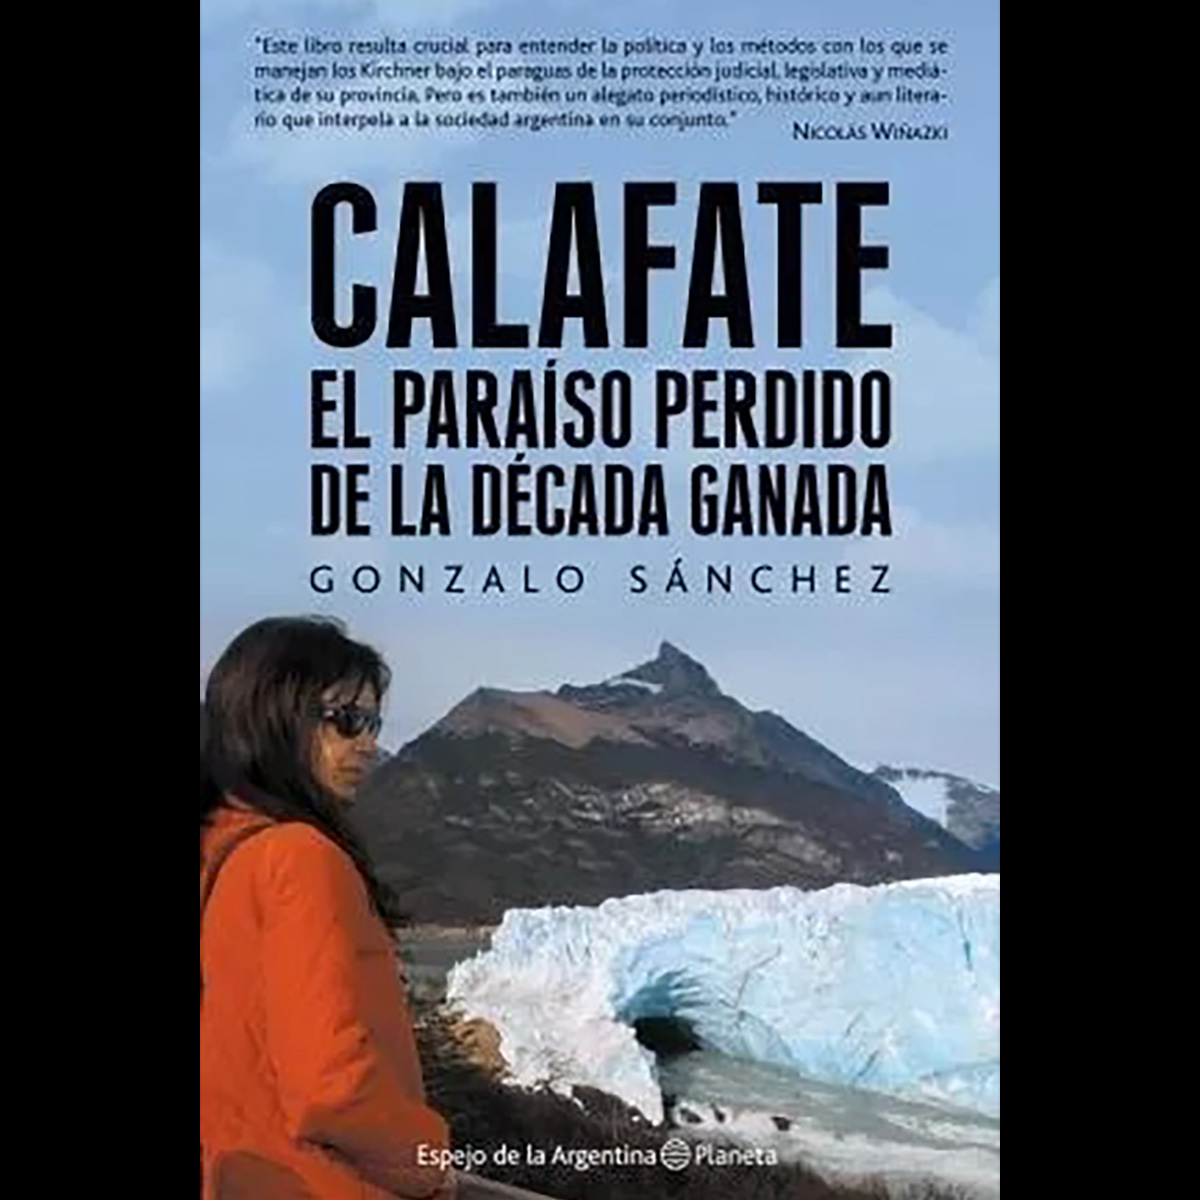 "Este libro resulta crucial para entender la política y los métodos con los que se
manejan los Kirchner bajo el paraguas de la protección judicial, legislativa y mediá-
tica de su provincia. Pero es también un alegato periodístico, histórico y aun litera-
rio que interpela a la sociedad argentina en su conjunto."
NICOLÁS WIÑAZKI
CALAFATE
EL PARAÍSO PERDIDO
DE LA DÉCADA GANADA
GONZALO SÁNCHEZ
Espejo de la Argentina Planeta